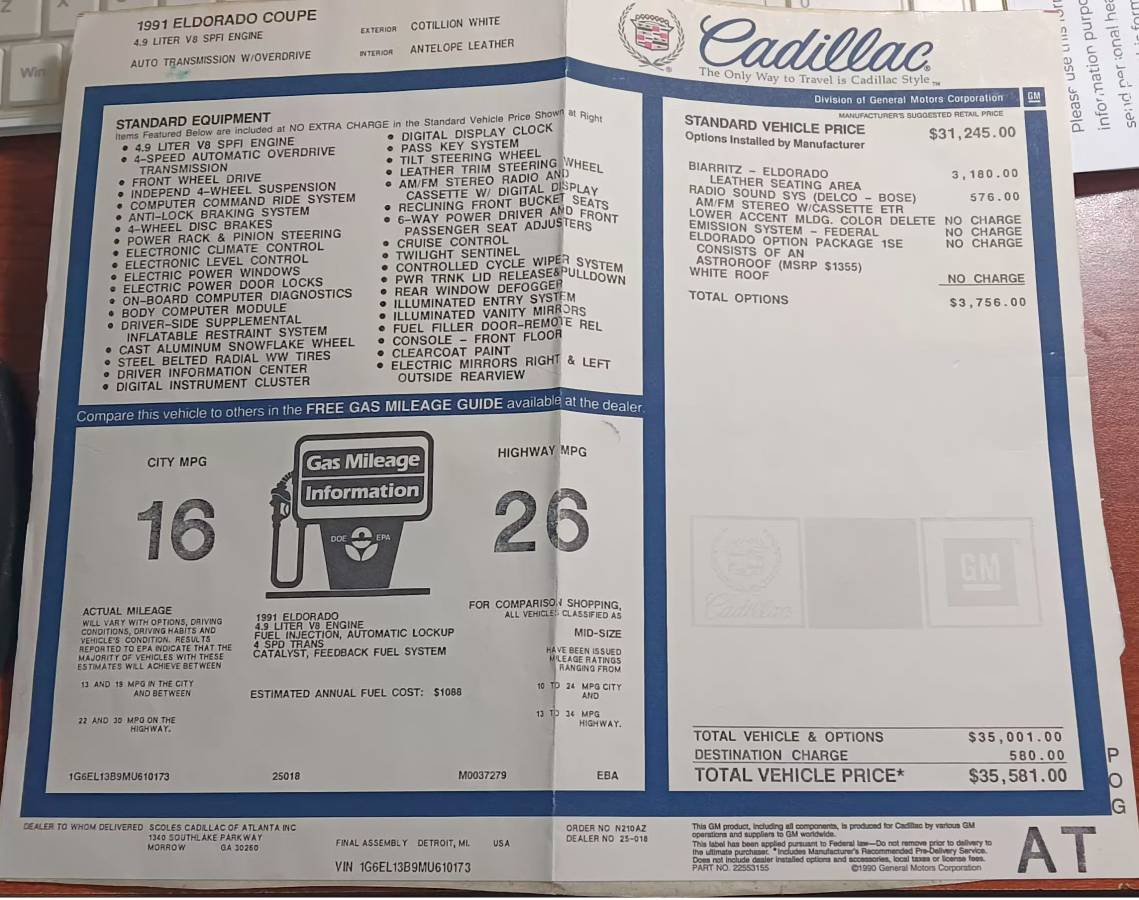 1991 ELDORADO COUPE
4.9 LITER V8 SPFI ENGINE
AUTO TRANSMISSION W/OVERDRIVE
EXTERIOR COTILLION WHITE
INTERIOR ANTELOPE LEATHER
Cadillac
The Only Way to Travel is Cadillac Style™
Division of General Motors Corporation GM
STANDARD EQUIPMENT
Items Featured Below are included at NO EXTRA CHARGE in the Standard Vehicle Price Shown at Right
• 4.9 LITER V8 SPFI ENGINE
• 4-SPEED AUTOMATIC OVERDRIVE
TRANSMISSION
• FRONT WHEEL DRIVE
• INDEPEND 4-WHEEL SUSPENSION
• COMPUTER COMMAND RIDE SYSTEM
• ANTI-LOCK BRAKING SYSTEM
• 4-WHEEL DISC BRAKES
• POWER RACK & PINION STEERING
• ELECTRONIC CLIMATE CONTROL
• ELECTRONIC LEVEL CONTROL
• ELECTRIC POWER WINDOWS
• ELECTRIC POWER DOOR LOCKS
• ON-BOARD COMPUTER DIAGNOSTICS
• BODY COMPUTER MODULE
• DRIVER-SIDE SUPPLEMENTAL
INFLATABLE RESTRAINT SYSTEM
• CAST ALUMINUM SNOWFLAKE WHEEL
• STEEL BELTED RADIAL WW TIRES
• DRIVER INFORMATION CENTER
• DIGITAL INSTRUMENT CLUSTER
• DIGITAL DISPLAY CLOCK
• PASS KEY SYSTEM
• TILT STEERING WHEEL
• LEATHER TRIM STEERING WHEEL
• AM/FM STEREO RADIO AND
CASSETTE W/ DIGITAL DISPLAY
• RECLINING FRONT BUCKET SEATS
• 6-WAY POWER DRIVER AND FRONT
PASSENGER SEAT ADJUSTERS
• CRUISE CONTROL
• TWILIGHT SENTINEL
• CONTROLLED CYCLE WIPER SYSTEM
• PWR TRNK LID RELEASE&PULLDOWN
• REAR WINDOW DEFOGGER
• ILLUMINATED ENTRY SYSTEM
• ILLUMINATED VANITY MIRRORS
• FUEL FILLER DOOR-REMOTE REL
• CONSOLE - FRONT FLOOR
• CLEARCOAT PAINT
• ELECTRIC MIRRORS RIGHT & LEFT
OUTSIDE REARVIEW
MANUFACTURER'S SUGGESTED RETAIL PRICE
STANDARD VEHICLE PRICE $31,245.00
Options Installed by Manufacturer
BIARRITZ - ELDORADO 3,180.00
LEATHER SEATING AREA
RADIO SOUND SYS (DELCO - BOSE) 576.00
AM/FM STEREO W/CASSETTE ETR
LOWER ACCENT MLDG. COLOR DELETE NO CHARGE
EMISSION SYSTEM - FEDERAL NO CHARGE
ELDORADO OPTION PACKAGE 1SE NO CHARGE
CONSISTS OF AN
ASTROROOF (MSRP $1355)
WHITE ROOF NO CHARGE
TOTAL OPTIONS $3,756.00
Compare this vehicle to others in the FREE GAS MILEAGE GUIDE available at the dealer.
CITY MPG
16
Gas Mileage
Information
DOE EPA
HIGHWAY MPG
26
ACTUAL MILEAGE
WILL VARY WITH OPTIONS, DRIVING
CONDITIONS, DRIVING HABITS AND
VEHICLE'S CONDITION. RESULTS
REPORTED TO EPA INDICATE THAT THE
MAJORITY OF VEHICLES WITH THESE
ESTIMATES WILL ACHIEVE BETWEEN
13 AND 19 MPG IN THE CITY
AND BETWEEN
22 AND 30 MPG ON THE
HIGHWAY.
1991 ELDORADO
4.9 LITER V8 ENGINE
FUEL INJECTION, AUTOMATIC LOCKUP
4 SPD TRANS
CATALYST, FEEDBACK FUEL SYSTEM
ESTIMATED ANNUAL FUEL COST: $1088
FOR COMPARISON SHOPPING,
ALL VEHICLES CLASSIFIED AS
MID-SIZE
HAVE BEEN ISSUED
MILEAGE RATINGS
RANGING FROM
10 TO 24 MPG CITY
AND
13 TO 34 MPG
HIGHWAY.
1G6EL13B9MU610173 25018 M0037279 EBA
Cadillac
GM
TOTAL VEHICLE & OPTIONS $35,001.00
DESTINATION CHARGE 580.00
TOTAL VEHICLE PRICE* $35,581.00
POG
DEALER TO WHOM DELIVERED SCOLES CADILLAC OF ATLANTA INC
1340 SOUTHLAKE PARKWAY
MORROW GA 30260
FINAL ASSEMBLY DETROIT, MI. USA
VIN 1G6EL13B9MU610173
ORDER NO N210AZ
DEALER NO 25-018
This GM product, including all components, is produced for Cadillac by various GM
operations and suppliers to GM worldwide.
This label has been applied pursuant to Federal law—Do not remove prior to delivery to
the ultimate purchaser. *Includes Manufacturer's Recommended Pre-Delivery Service.
Does not include dealer installed options and accessories, local taxes or license fees.
PART NO. 22553155 ©1990 General Motors Corporation
AT
Win
Please use this
information